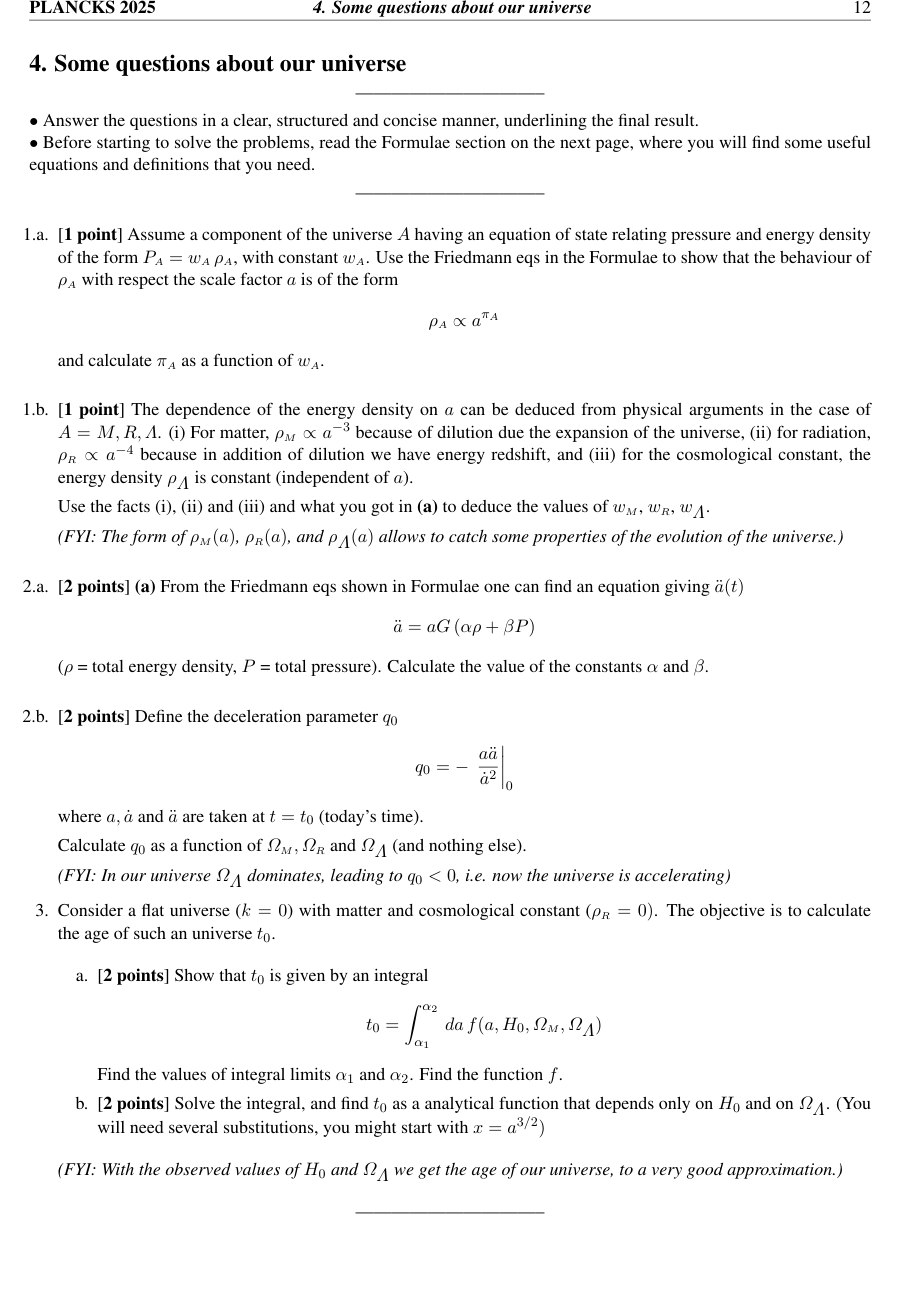 PLANCKS 2025 4. Some questions about our universe 12
4. Some questions about our universe
• Answer the questions in a clear, structured and concise manner, underlining the final result.
• Before starting to solve the problems, read the Formulae section on the next page, where you will find some useful
equations and definitions that you need.
1.a. [1 point] Assume a component of the universe A having an equation of state relating pressure and energy density
of the form P_A = w_A ρ_A, with constant w_A. Use the Friedmann eqs in the Formulae to show that the behaviour of
ρ_A with respect the scale factor a is of the form
ρ_A ∝ a^{π_A}
and calculate π_A as a function of w_A.
1.b. [1 point] The dependence of the energy density on a can be deduced from physical arguments in the case of
A = M, R, Λ. (i) For matter, ρ_M ∝ a^{−3} because of dilution due the expansion of the universe, (ii) for radiation,
ρ_R ∝ a^{−4} because in addition of dilution we have energy redshift, and (iii) for the cosmological constant, the
energy density ρ_Λ is constant (independent of a).
Use the facts (i), (ii) and (iii) and what you got in (a) to deduce the values of w_M, w_R, w_Λ.
(FYI: The form of ρ_M(a), ρ_R(a), and ρ_Λ(a) allows to catch some properties of the evolution of the universe.)
2.a. [2 points] (a) From the Friedmann eqs shown in Formulae one can find an equation giving ä(t)
ä = aG (αρ + βP)
(ρ = total energy density, P = total pressure). Calculate the value of the constants α and β.
2.b. [2 points] Define the deceleration parameter q_0
q_0 = − aä/ȧ² |_0
where a, ȧ and ä are taken at t = t_0 (today's time).
Calculate q_0 as a function of Ω_M, Ω_R and Ω_Λ (and nothing else).
(FYI: In our universe Ω_Λ dominates, leading to q_0 < 0, i.e. now the universe is accelerating)
3. Consider a flat universe (k = 0) with matter and cosmological constant (ρ_R = 0). The objective is to calculate
the age of such an universe t_0.
a. [2 points] Show that t_0 is given by an integral
t_0 = ∫_{α_1}^{α_2} da f(a, H_0, Ω_M, Ω_Λ)
Find the values of integral limits α_1 and α_2. Find the function f.
b. [2 points] Solve the integral, and find t_0 as a analytical function that depends only on H_0 and on Ω_Λ. (You
will need several substitutions, you might start with x = a^{3/2})
(FYI: With the observed values of H_0 and Ω_Λ we get the age of our universe, to a very good approximation.)